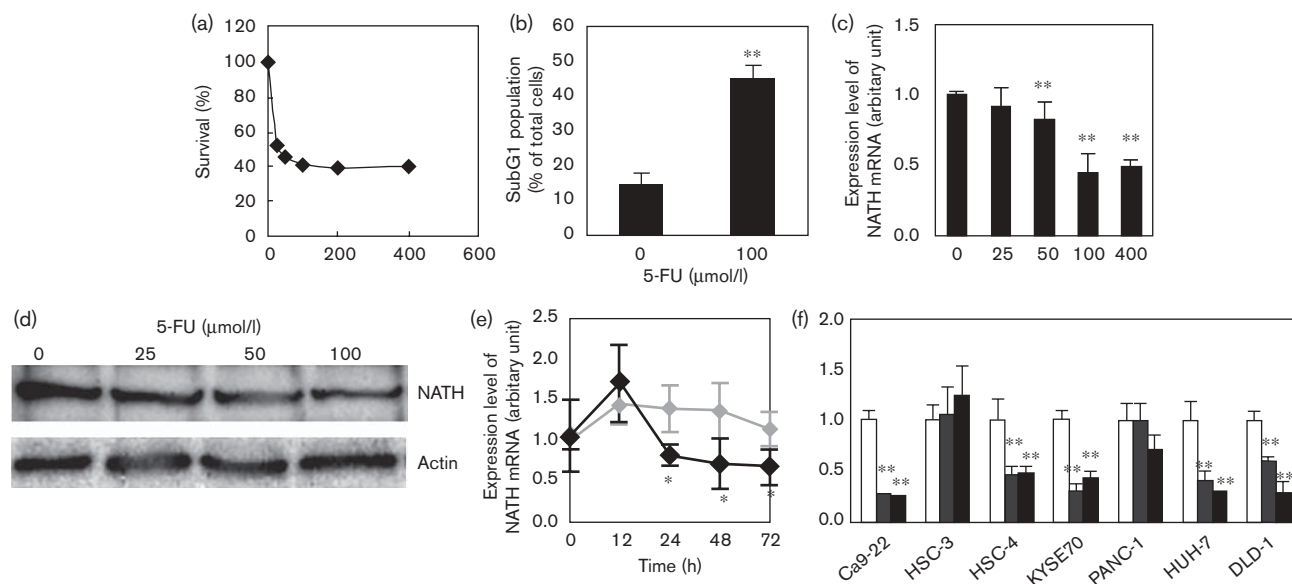 (a)
120
100
80
60
40
20
0
Survival (%)
0 200 400 600
(b)
60
50
40
30
20
10
0
SubG1 population
(% of total cells)
**
0 100
5-FU (μmol/l)
(c)
1.5
1.0
0.5
0.0
Expression level of
NATH mRNA (arbitary unit)
** ** **
0 25 50 100 400
(d)
5-FU (μmol/l)
0 25 50 100
NATH
Actin
(e)
2.5
2.0
1.5
1.0
0.5
0.0
Expression level of
NATH mRNA (arbitary unit)
* * *
0 12 24 48 72
Time (h)
(f)
2.0
1.5
1.0
0.5
0.0
** ** ** ** ** ** ** ** ** **
Ca9-22 HSC-3 HSC-4 KYSE70 PANC-1 HUH-7 DLD-1